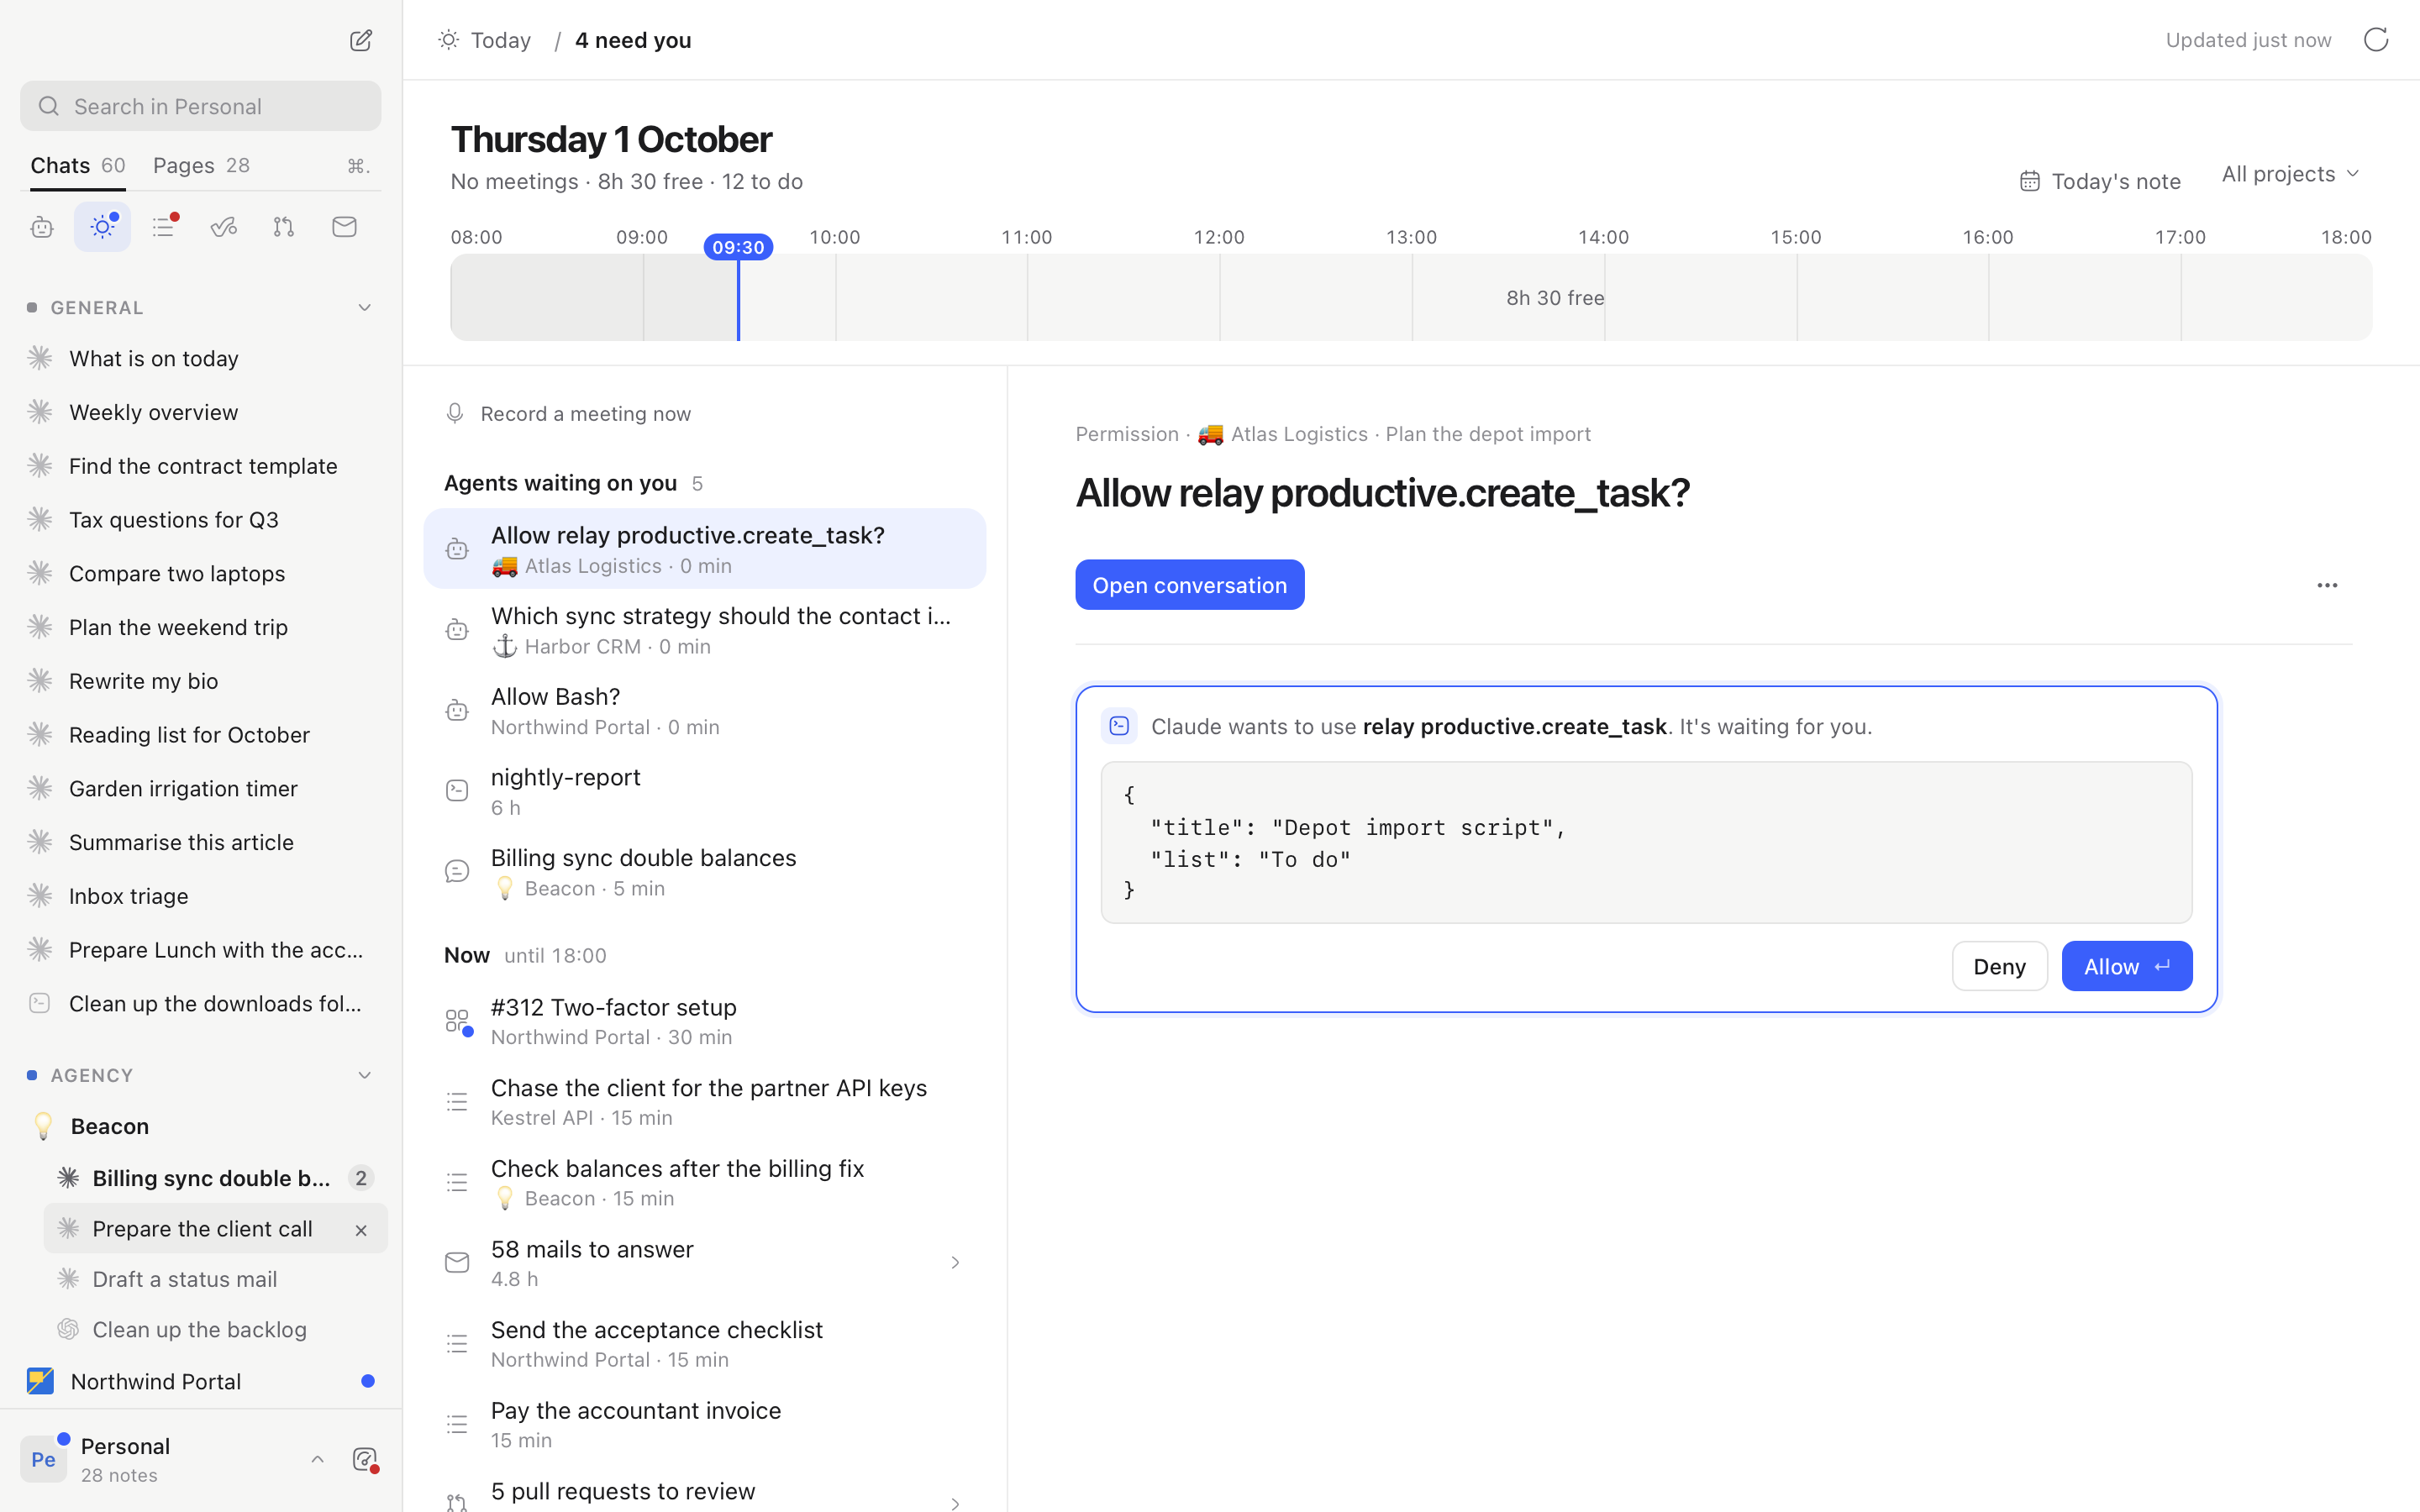 Search in Personal
Chats 60 Pages 28 ⌘.
GENERAL
What is on today
Weekly overview
Find the contract template
Tax questions for Q3
Compare two laptops
Plan the weekend trip
Rewrite my bio
Reading list for October
Garden irrigation timer
Summarise this article
Inbox triage
Prepare Lunch with the acc...
Clean up the downloads fol...
AGENCY
Beacon
Billing sync double b... 2
Prepare the client call ×
Draft a status mail
Clean up the backlog
Northwind Portal
Pe Personal
28 notes
Today / 4 need you
Updated just now
Thursday 1 October
No meetings · 8h 30 free · 12 to do
Today's note All projects
08:00 09:00 09:30 10:00 11:00 12:00 13:00 14:00 15:00 16:00 17:00 18:00
8h 30 free
Record a meeting now
Agents waiting on you 5
Allow relay productive.create_task?
Atlas Logistics · 0 min
Which sync strategy should the contact i...
Harbor CRM · 0 min
Allow Bash?
Northwind Portal · 0 min
nightly-report
6 h
Billing sync double balances
Beacon · 5 min
Now until 18:00
#312 Two-factor setup
Northwind Portal · 30 min
Chase the client for the partner API keys
Kestrel API · 15 min
Check balances after the billing fix
Beacon · 15 min
58 mails to answer
4.8 h
Send the acceptance checklist
Northwind Portal · 15 min
Pay the accountant invoice
15 min
5 pull requests to review
Permission · Atlas Logistics · Plan the depot import
Allow relay productive.create_task?
Open conversation
Claude wants to use relay productive.create_task. It's waiting for you.
{
"title": "Depot import script",
"list": "To do"
}
Deny Allow